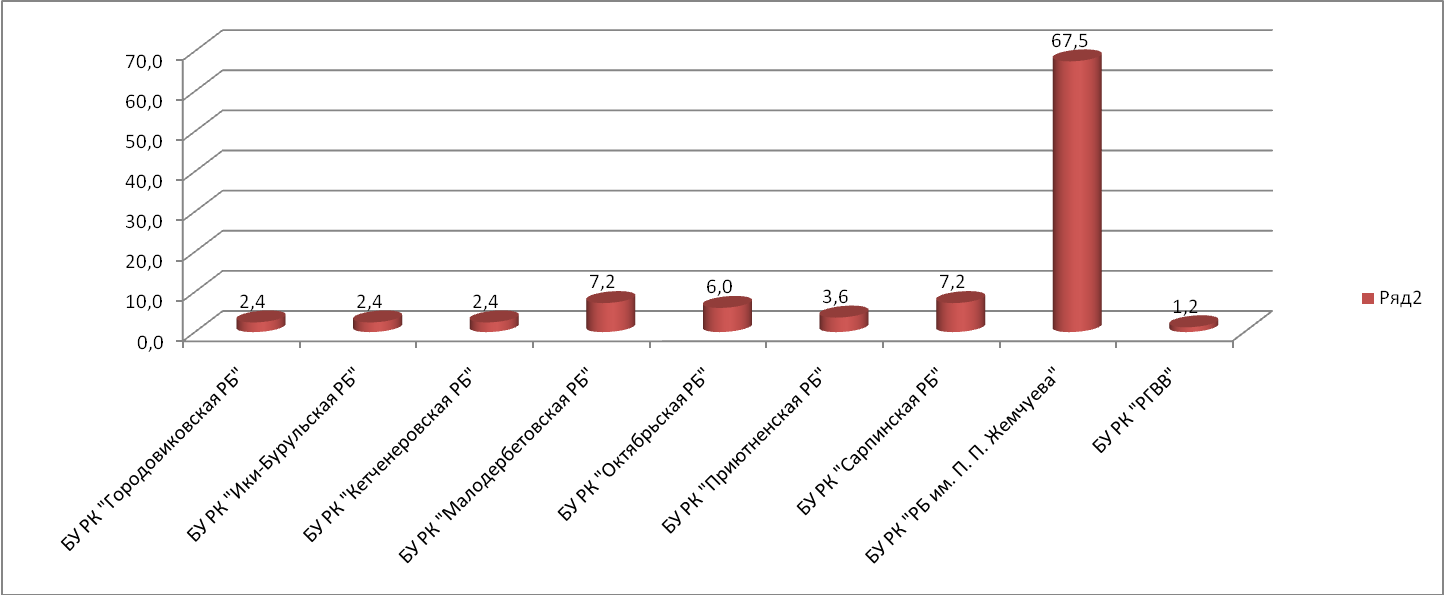 70,0
60,0
50,0
40,0
30,0
20,0
10,0
0,0
2,4
2,4
2,4
7,2
6,0
3,6
7,2
67,5
1,2
БУ РК "Городовиковская РБ"
БУ РК "Ики-Бурульская РБ"
БУ РК "Кетченеровская РБ"
БУ РК "Малодербетовская РБ"
БУ РК "Октябрьская РБ"
БУ РК "Приютненская РБ"
БУ РК "Сарпинская РБ"
БУ РК "РБ им. П. П. Жемчуева"
БУ РК "РГВВ"
Ряд2